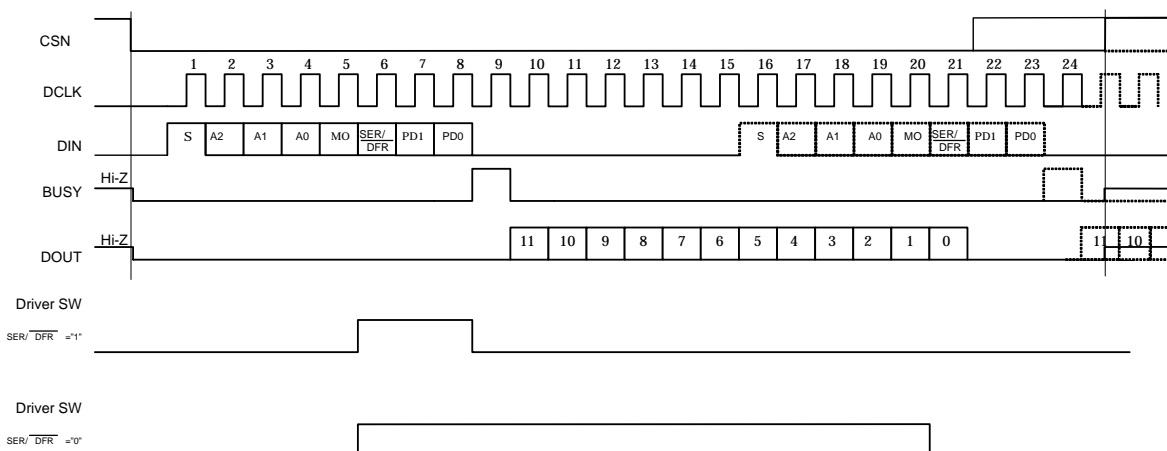 CSN
1 2 3 4 5 6 7 8 9 10 11 12 13 14 15 16 17 18 19 20 21 22 23 24
DCLK
DIN S A2 A1 A0 MO SER/DFR PD1 PD0 S A2 A1 A0 MO SER/DFR PD1 PD0
Hi-Z
BUSY
Hi-Z
DOUT 11 10 9 8 7 6 5 4 3 2 1 0 11 10
Driver SW
SER/ DFR ="1"
Driver SW
SER/ DFR ="0"